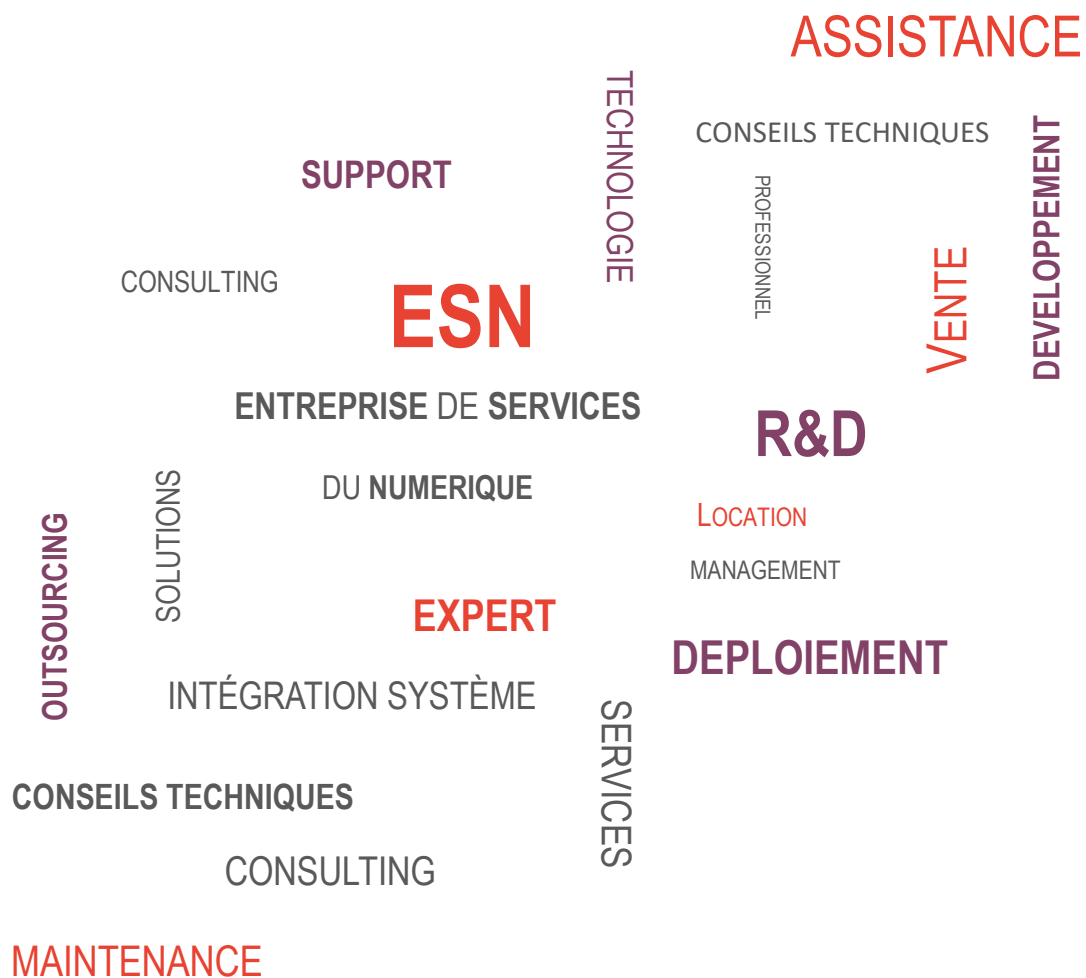 ASSISTANCE
TECHNOLOGIE
CONSEILS TECHNIQUES
DEVELOPPEMENT
SUPPORT
PROFESSIONNEL
VENTE
CONSULTING
ESN
ENTREPRISE DE SERVICES
R&D
DU NUMERIQUE
SOLUTIONS
LOCATION
OUTSOURCING
MANAGEMENT
EXPERT
DEPLOIEMENT
INTÉGRATION SYSTÈME
SERVICES
CONSEILS TECHNIQUES
CONSULTING
MAINTENANCE